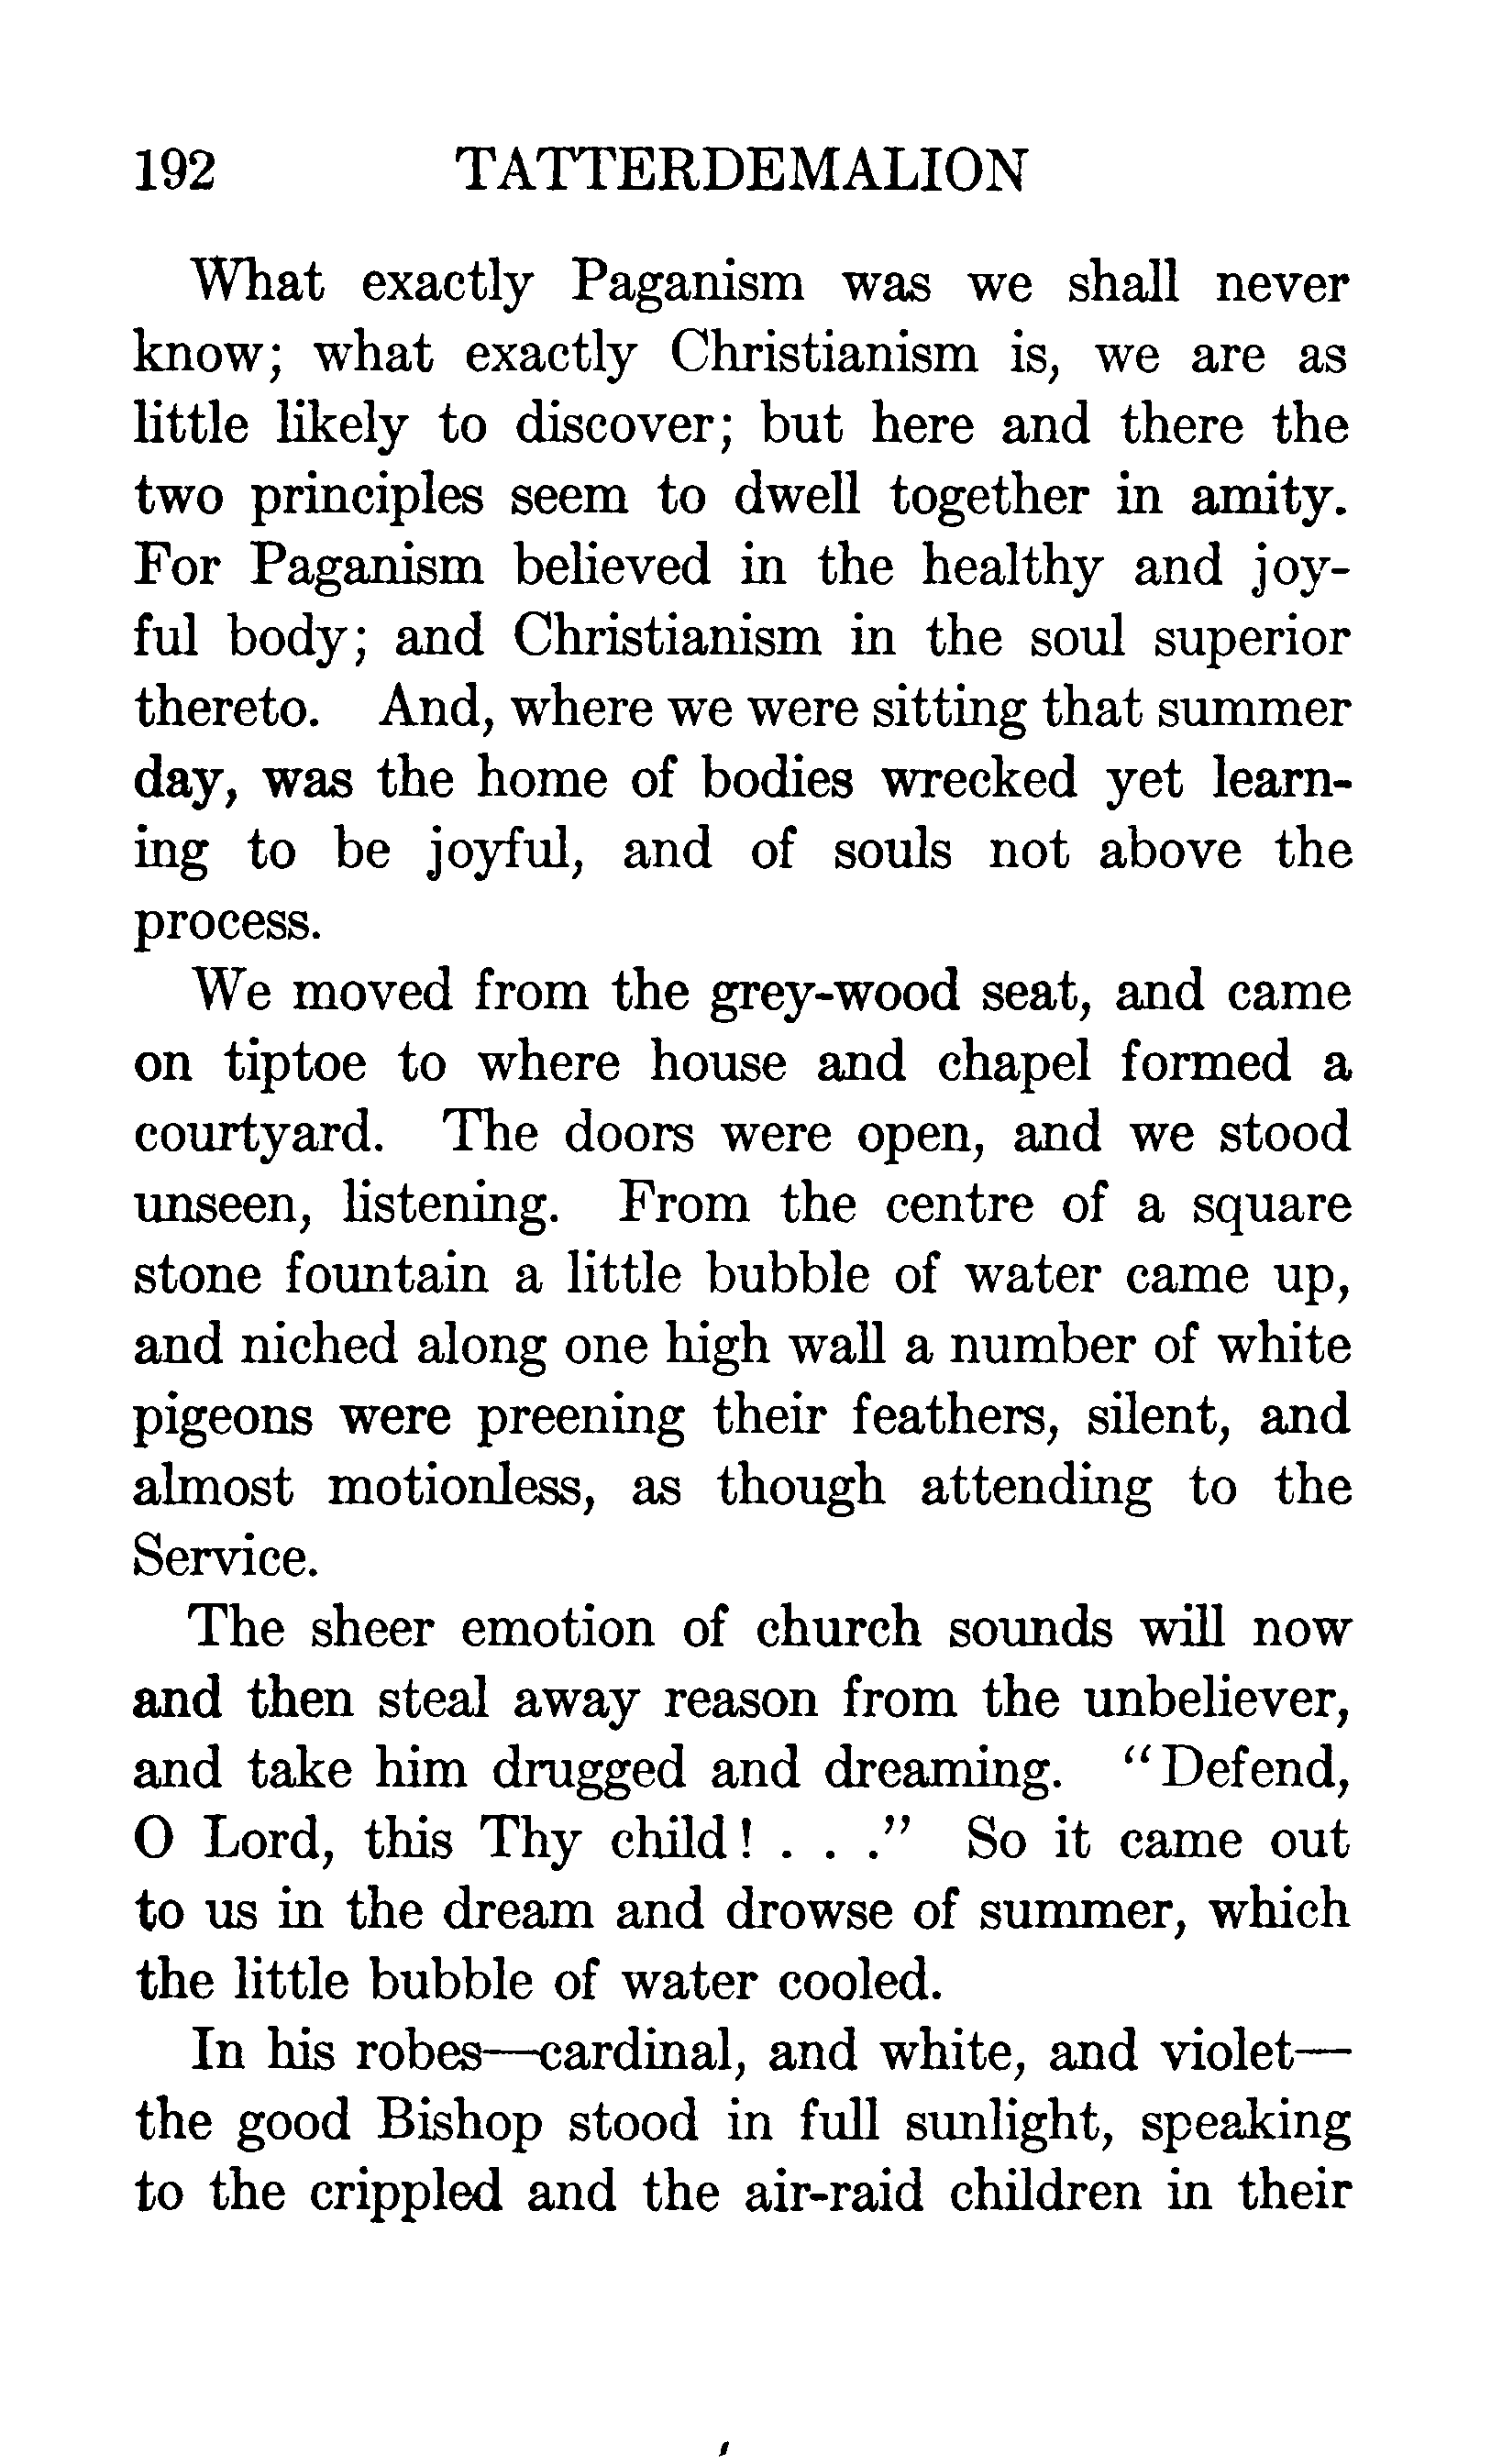 192 TATTERDEMALION
What exactly Paganism was we shall never
know; what exactly Christianism is, we are as
little likely to discover; but here and there the
two principles seem to dwell together in amity.
For Paganism believed in the healthy and joy-
ful body; and Christianism in the soul superior
thereto. And, where we were sitting that summer
day, was the home of bodies wrecked yet learn-
ing to be joyful, and of souls not above the
process.
We moved from the grey-wood seat, and came
on tiptoe to where house and chapel formed a
courtyard. The doors were open, and we stood
unseen, listening. From the centre of a square
stone fountain a little bubble of water came up,
and niched along one high wall a number of white
pigeons were preening their feathers, silent, and
almost motionless, as though attending to the
Service.
The sheer emotion of church sounds will now
and then steal away reason from the unbeliever,
and take him drugged and dreaming. “Defend,
O Lord, this Thy child! . . .” So it came out
to us in the dream and drowse of summer, which
the little bubble of water cooled.
In his robes—cardinal, and white, and violet—
the good Bishop stood in full sunlight, speaking
to the crippled and the air-raid children in their